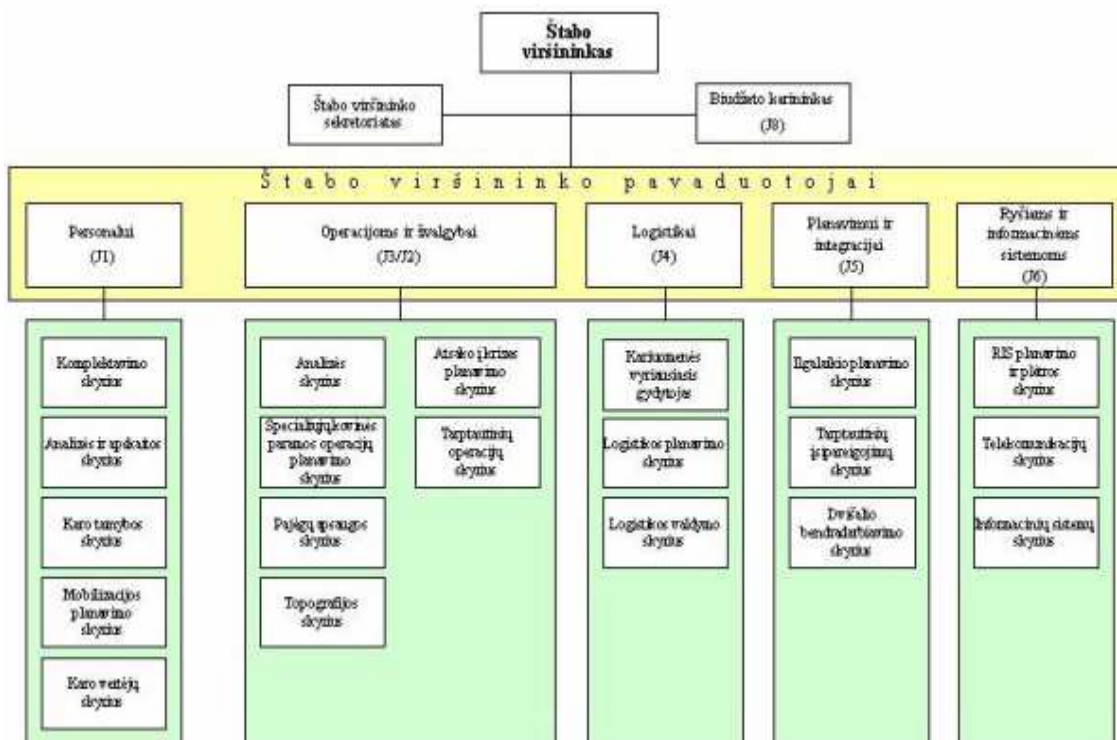 Štabo
viršininkas
Štabo viršininko
sekretoriatas
Biudžeto karininkas
(J8)
Štabo viršininko pavaduotojai
Personalui
(J1)
Operacijoms ir žvalgybai
(J3/J2)
Logistikai
(J4)
Planavimui ir
integracijai
(J5)
Ryšiams ir
informacinėms
sistemoms
(J6)
Komplektavimo
skyrius
Analizės ir apskaitos
skyrius
Karo tarnybos
skyrius
Mobilizacijos
planavimo
skyrius
Karo vertėjų
skyrius
Analizės
skyrius
Specialiųjų, kovinės
paramos operacijų
planavimo
skyrius
Pajėgų apsaugos
skyrius
Topografijos
skyrius
Atsako į krizes
planavimo
skyrius
Tarptautinių
operacijų
skyrius
Kariuomenės
vyriausiasis
gydytojas
Logistikos planavimo
skyrius
Logistikos valdymo
skyrius
Ilgalaikio planavimo
skyrius
Tarptautinių
įsipareigojimų
skyrius
Dvišalio
bendradarbiavimo
skyrius
RIS planavimo
ir plėtros
skyrius
Telekomunikacijų
skyrius
Informacinių sistemų
skyrius